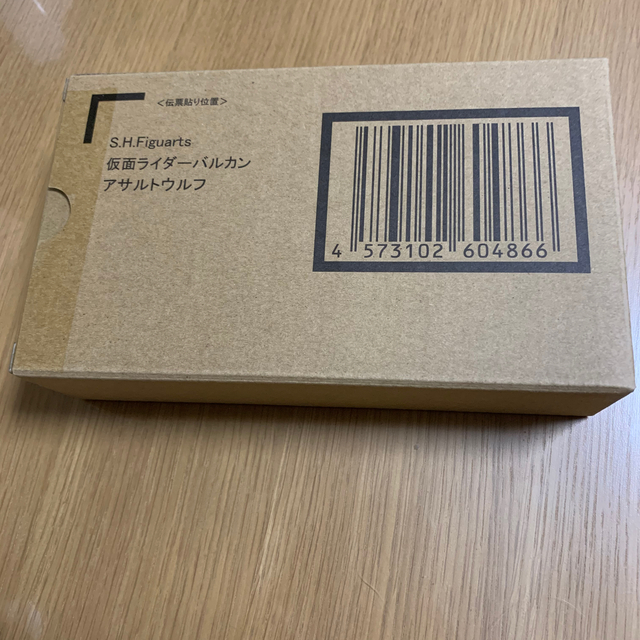 <伝票貼り位置>
S.H.Figuarts
仮面ライダーバルカン
アサルトウルフ
4 573102 604866